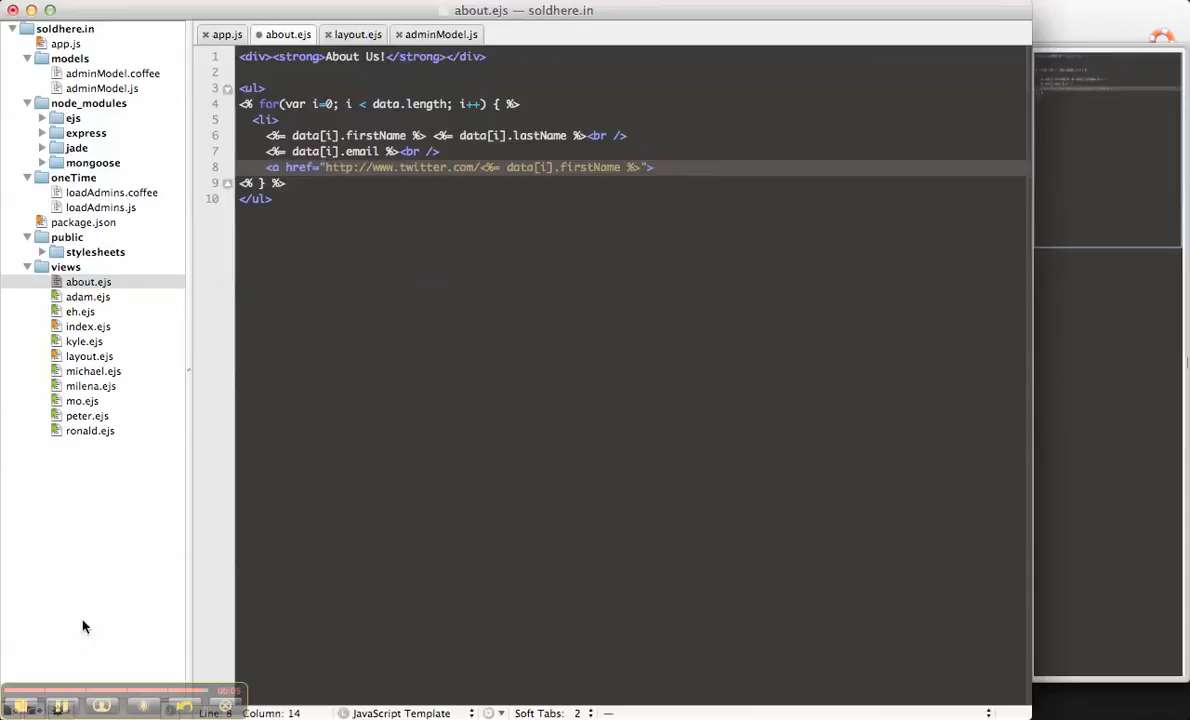 about.ejs — soldhere.in
soldhere.in
app.js
models
adminModel.coffee
adminModel.js
node_modules
ejs
express
jade
mongoose
oneTime
loadAdmins.coffee
loadAdmins.js
package.json
public
stylesheets
views
about.ejs
adam.ejs
eh.ejs
index.ejs
kyle.ejs
layout.ejs
michael.ejs
milena.ejs
mo.ejs
peter.ejs
ronald.ejs
app.js about.ejs layout.ejs adminModel.js
1 <div><strong>About Us!</strong></div>
2
3 <ul>
4 <% for(var i=0; i < data.length; i++) { %>
5 <li>
6 <%= data[i].firstName %> <%= data[i].lastName %><br />
7 <%= data[i].email %><br />
8 <a href="http://www.twitter.com/<%= data[i].firstName %>">
9 <% } %>
10 </ul>
Line: 8 Column: 14 JavaScript Template Soft Tabs: 2 —